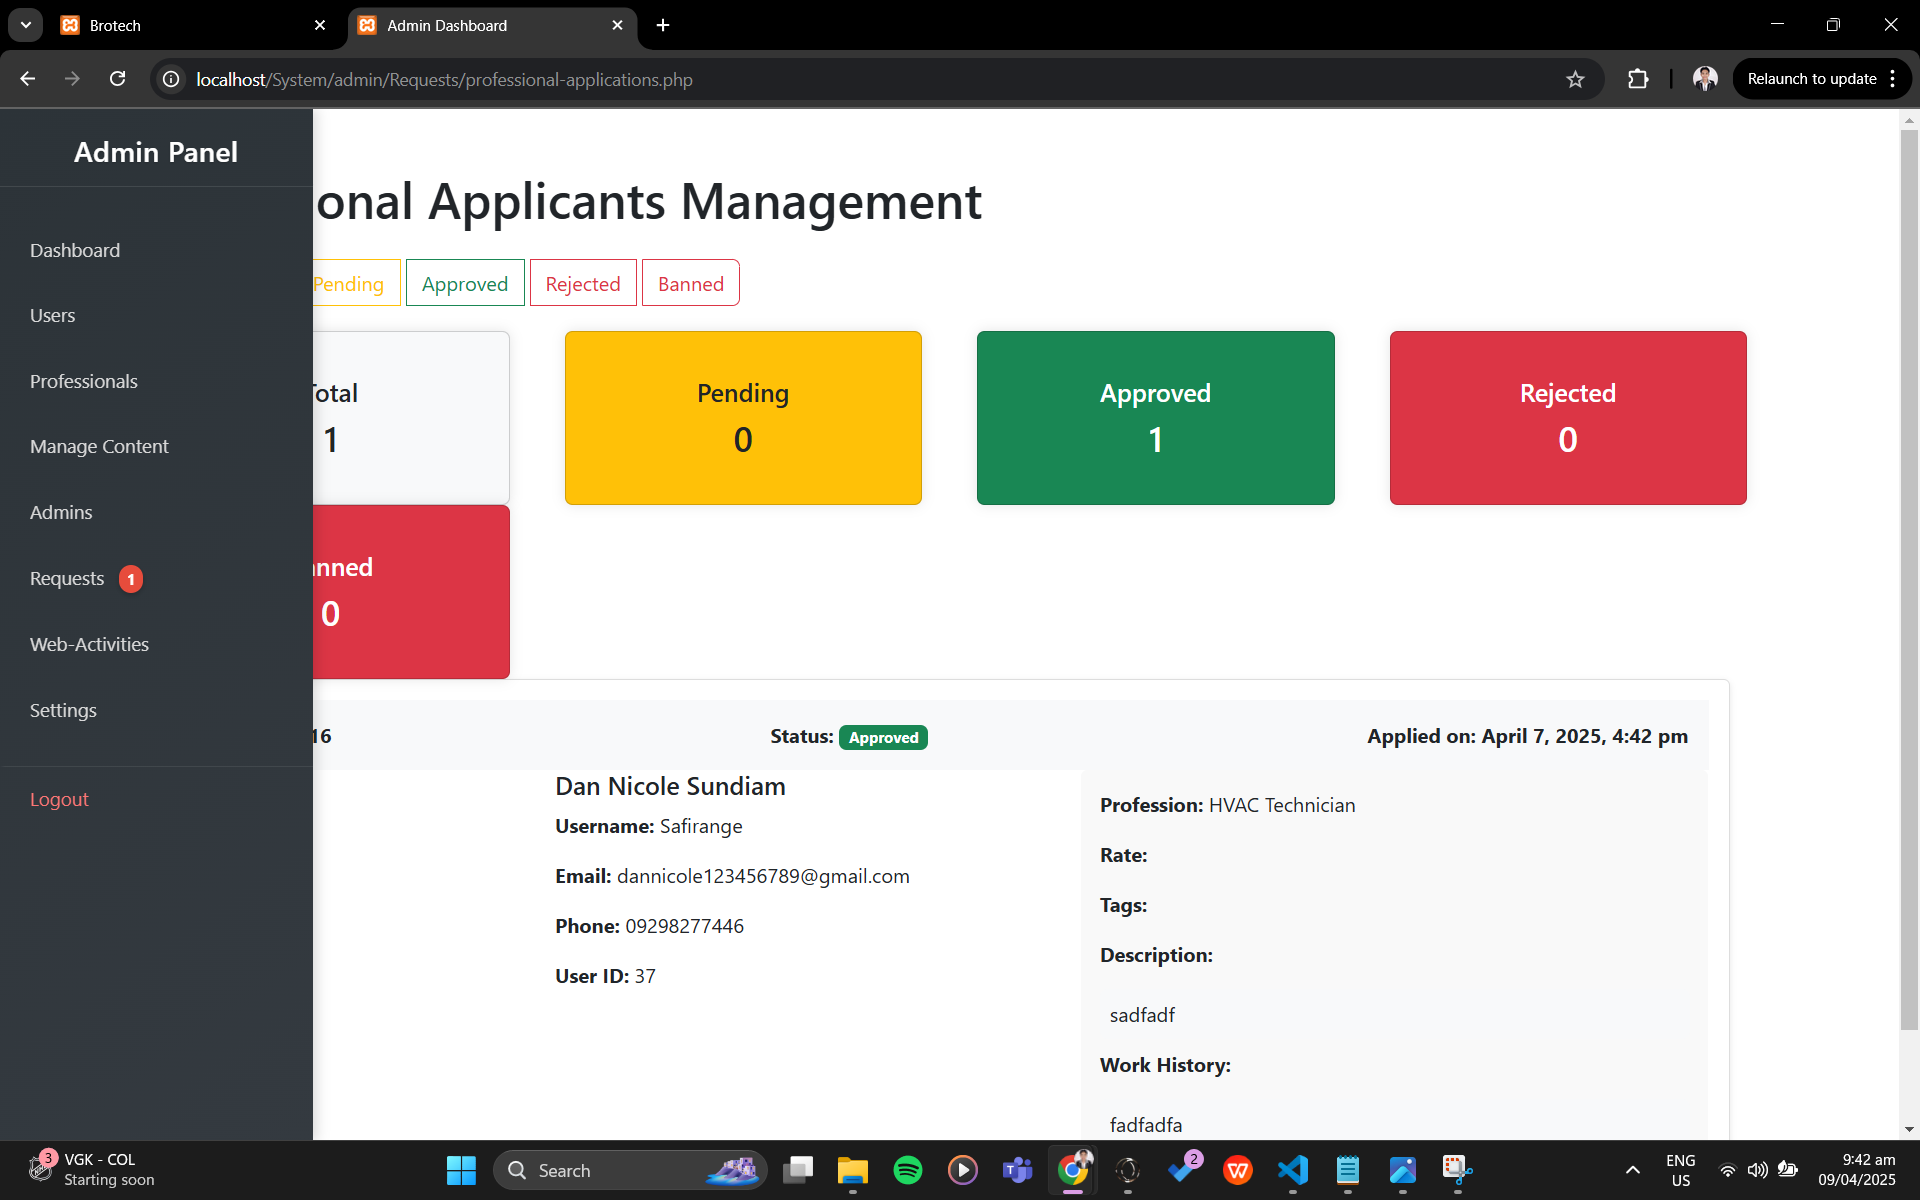 Brotech
Admin Dashboard
localhost/System/admin/Requests/professional-applications.php
Relaunch to update
Admin Panel
Dashboard
Users
Professionals
Manage Content
Admins
Requests 1
Web-Activities
Settings
Logout
onal Applicants Management
Pending Approved Rejected Banned
Total
1
Pending
0
Approved
1
Rejected
0
anned
0
16
Status: Approved
Applied on: April 7, 2025, 4:42 pm
Dan Nicole Sundiam
Username: Safirange
Email: dannicole123456789@gmail.com
Phone: 09298277446
User ID: 37
Profession: HVAC Technician
Rate:
Tags:
Description:
sadfadf
Work History:
fadfadfa
3
VGK - COL
Starting soon
Search
2
ENG
US
9:42 am
09/04/2025